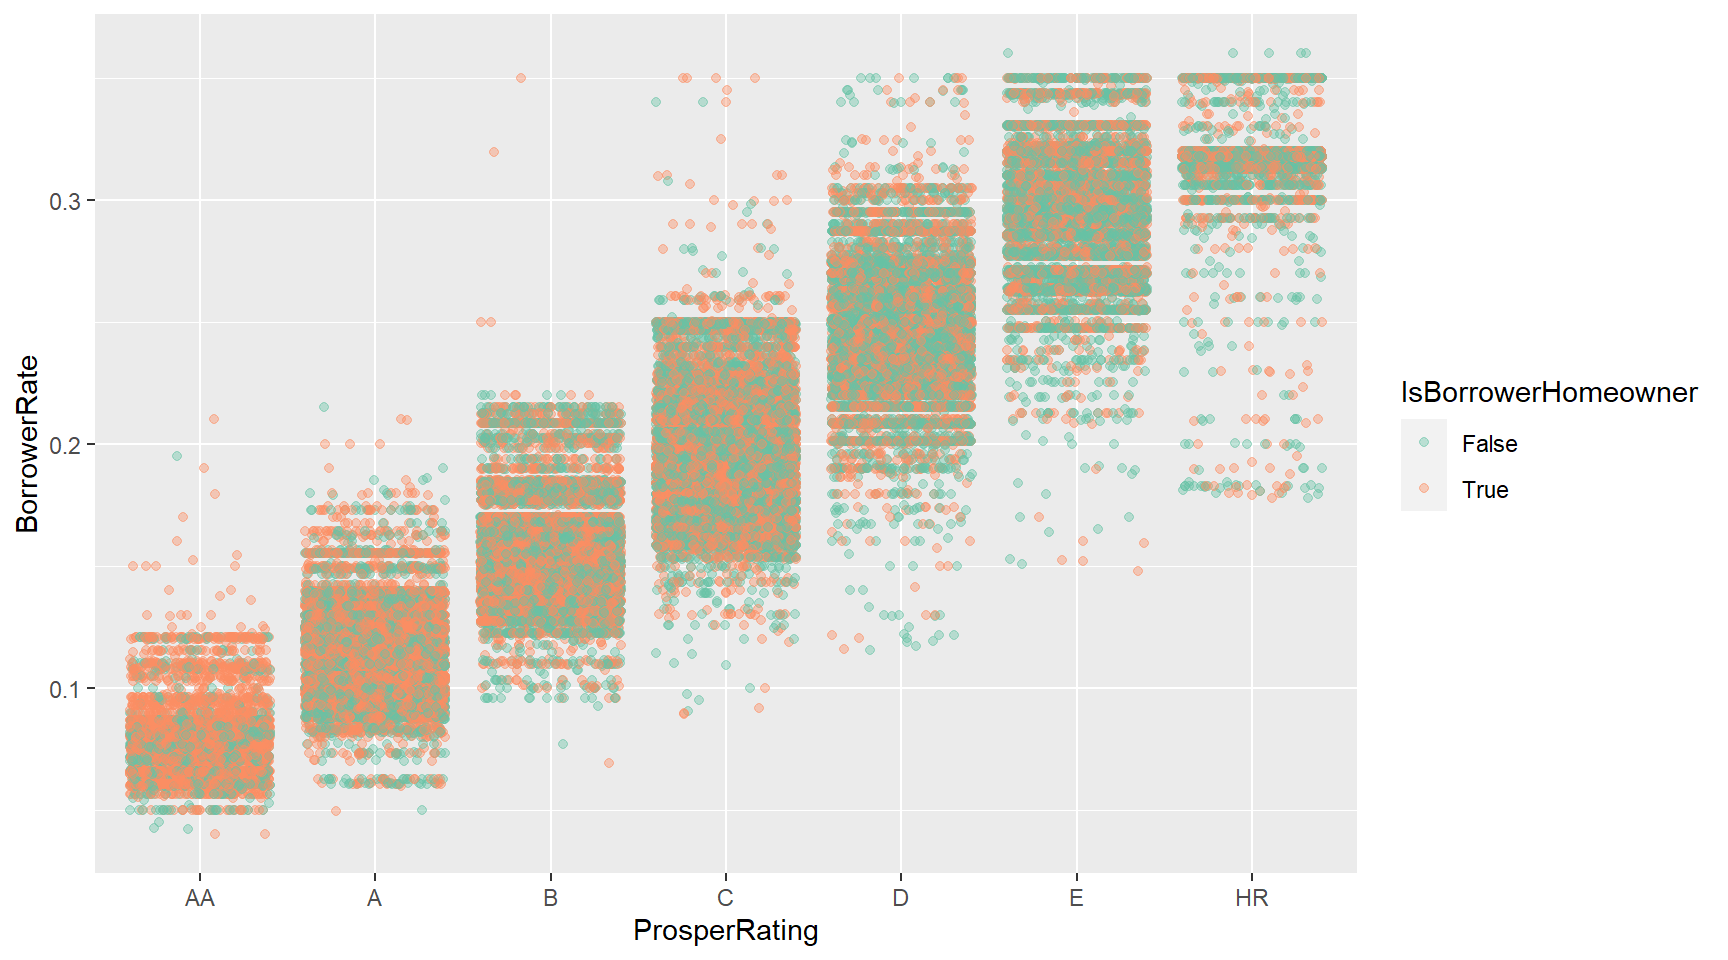 BorrowerRate
0.3
0.2
0.1
AA A B C D E HR
ProsperRating
IsBorrowerHomeowner
False
True